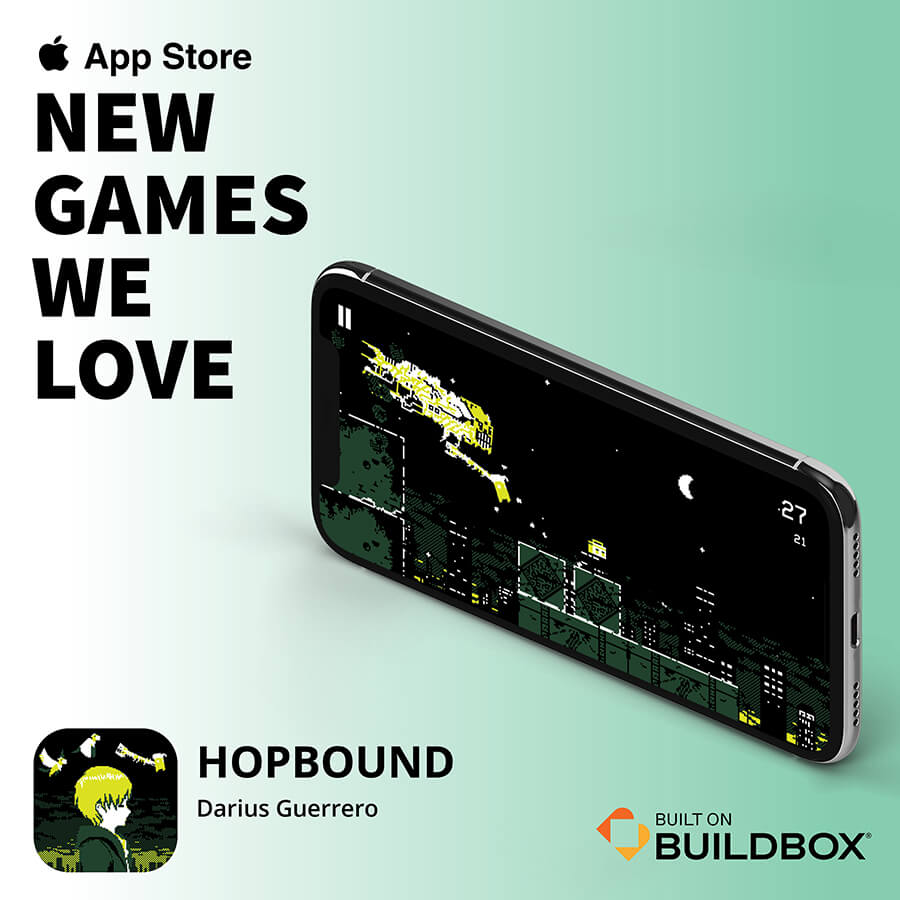 App Store
NEW
GAMES
WE
LOVE
27
21
HOPBOUND
Darius Guerrero
BUILT ON
BUILDBOX®